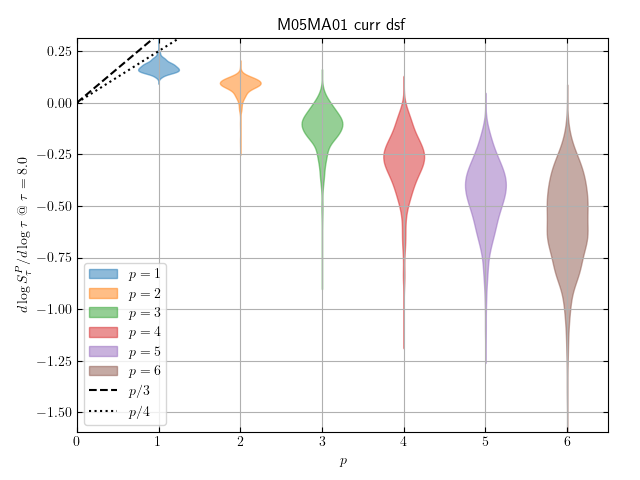 M05MA01 curr dsf
d log S_τ^P / d log τ @ τ = 8.0
0.25
0.00
−0.25
−0.50
−0.75
−1.00
−1.25
−1.50
p = 1
p = 2
p = 3
p = 4
p = 5
p = 6
p/3
p/4
0 1 2 3 4 5 6
p